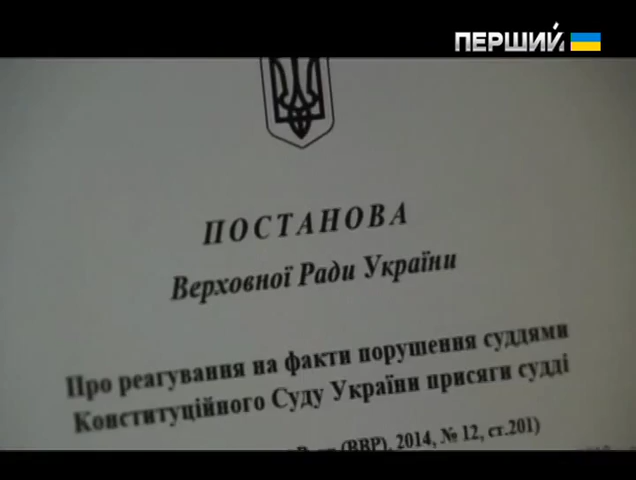 ПЕРШИЙ
ПОСТАНОВА
Верховної Ради України
Про реагування на факти порушення суддями
Конституційного Суду України присяги судді
(ВВР), 2014, № 12, ст.201)